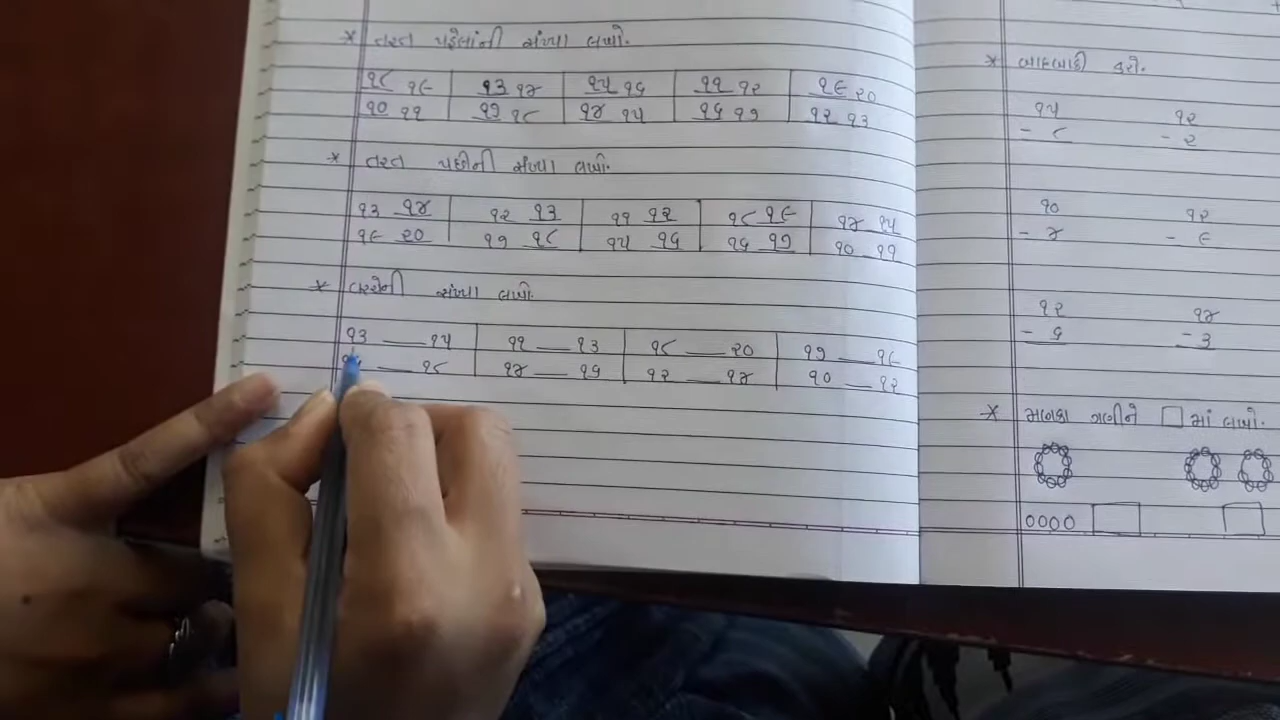 * તરત પહેલાંની સંખ્યા લખો.
૧૮ ૧૯ ૧૩ ૧૪ ૧૫ ૧૬ ૧૧ ૧૨ ૧૯ ૨૦
૧૦ ૧૧ ૧૭ ૧૮ ૧૪ ૧૫ ૧૬ ૧૭ ૧૨ ૧૩
* તરત પછીની સંખ્યા લખો.
૧૩ ૧૪ ૧૨ ૧૩ ૧૧ ૧૨ ૧૮ ૧૯ ૧૪ ૧૫
૧૯ ૨૦ ૧૭ ૧૮ ૧૫ ૧૬ ૧૬ ૧૭ ૧૦ ૧૧
* વચ્ચેની સંખ્યા લખો.
૧૩ ___ ૧૫ ૧૧ ___ ૧૩ ૧૮ ___ ૨૦ ૧૭ ___ ૧૯
___ ૧૮ ૧૪ ___ ૧૬ ૧૨ ___ ૧૪ ૧૦ ___ ૧૨
* બાદબાકી કરો.
૧૫ ૧૨
- ૮ - ૨
૧૦ ૧૨
- ૪ - ૯
૧૨ ૧૪
- ૬ - ૩
* મણકા ગણીને □ માં લખો.